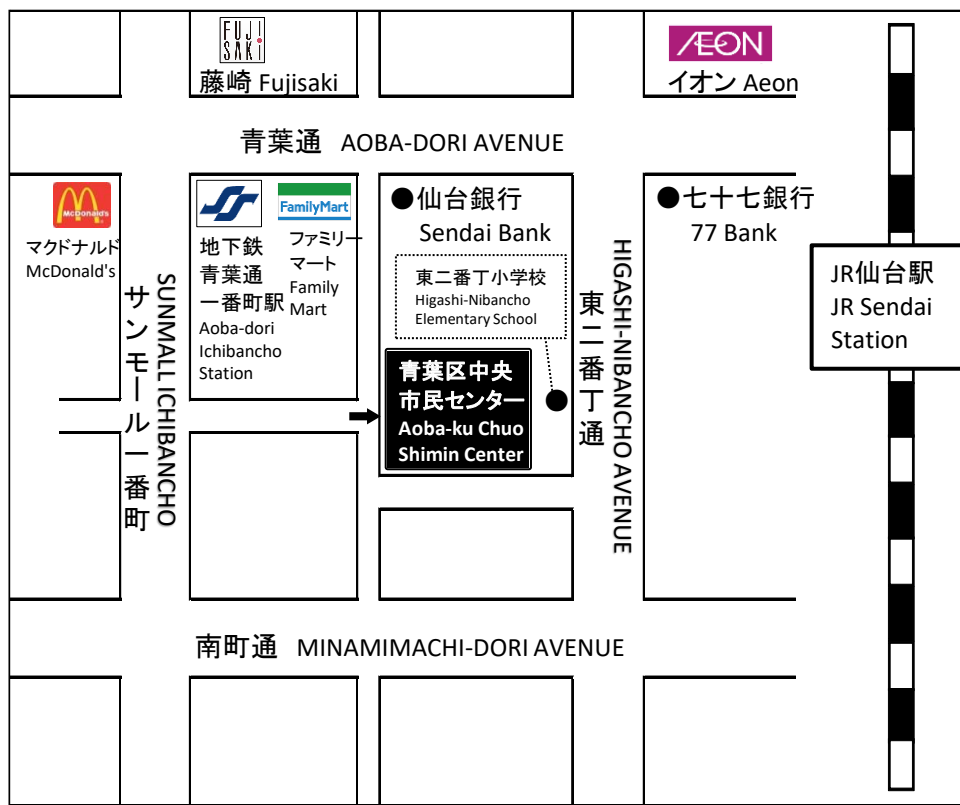 FUJI
SAKi
藤崎 Fujisaki
ÆON
イオン Aeon
青葉通 AOBA-DORI AVENUE
McDonald's
マクドナルド
McDonald's
サンモール一番町
SUNMALL ICHIBANCHO
地下鉄
青葉通
一番町駅
Aoba-dori
Ichibancho
Station
FamilyMart
ファミリー
マート
Family
Mart
●仙台銀行
Sendai Bank
東二番丁小学校
Higashi-Nibancho
Elementary School
青葉区中央
市民センター
Aoba-ku Chuo
Shimin Center
東二番丁通
HIGASHI-NIBANCHO AVENUE
●七十七銀行
77 Bank
JR仙台駅
JR Sendai
Station
南町通 MINAMIMACHI-DORI AVENUE